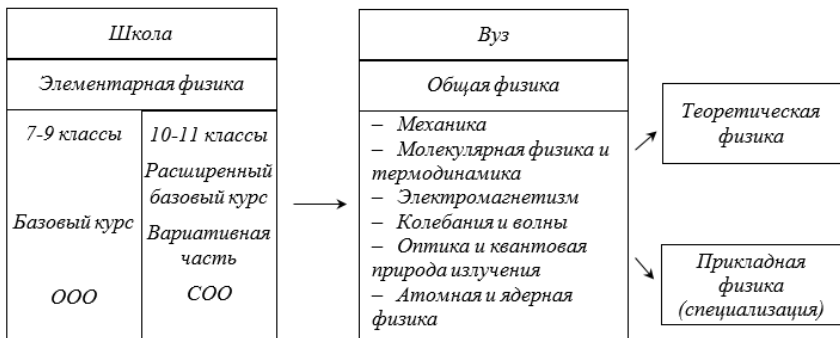 Школа
Элементарная физика
7-9 классы
Базовый курс
ООО
10-11 классы
Расширенный
базовый курс
Вариативная
часть
СОО
Вуз
Общая физика
– Механика
– Молекулярная физика и
термодинамика
– Электромагнетизм
– Колебания и волны
– Оптика и квантовая
природа излучения
– Атомная и ядерная
физика
Теоретическая
физика
Прикладная
физика
(специализация)